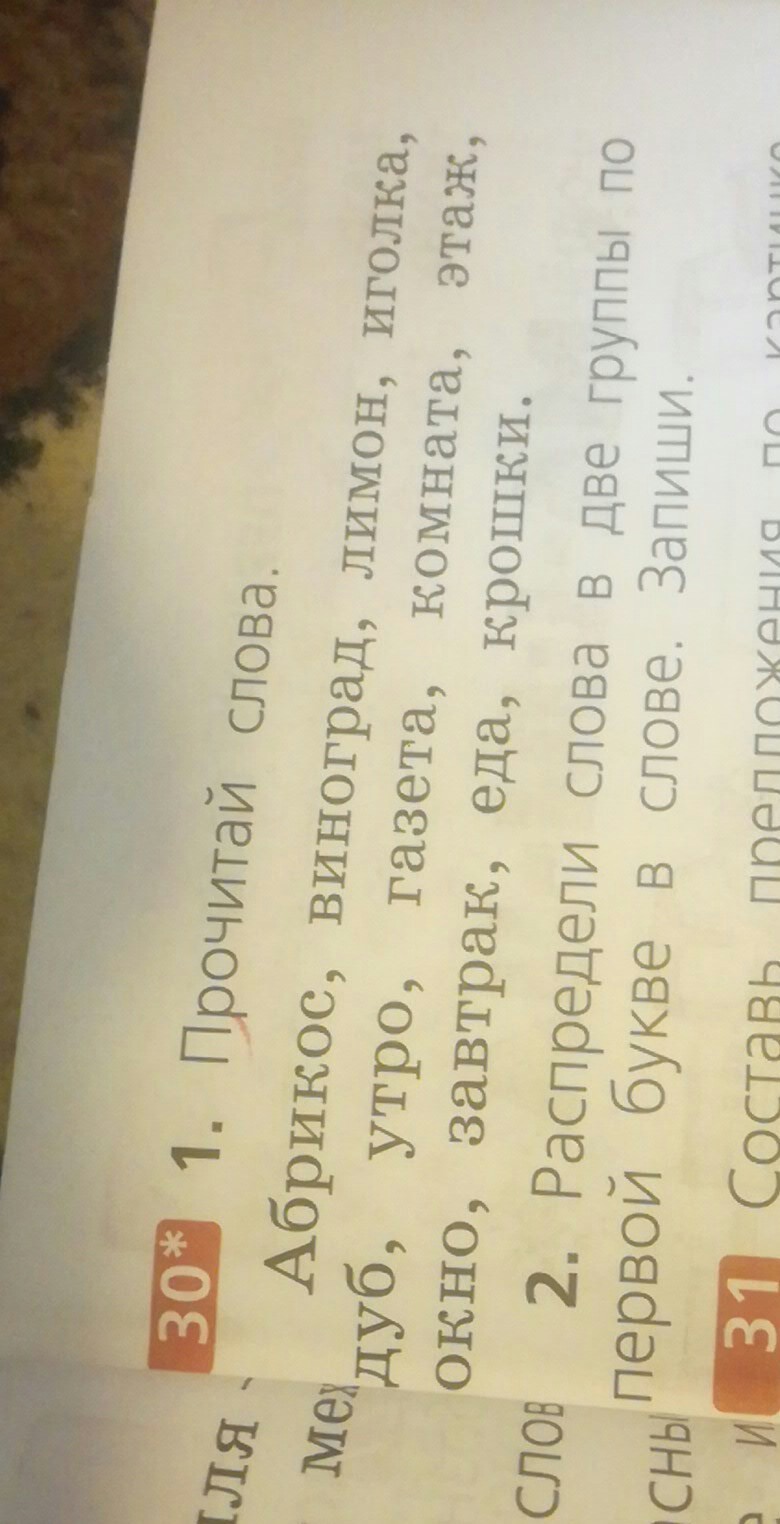 30* 1. Прочитай слова.
Абрикос, виноград, лимон, иголка,
дуб, утро, газета, комната, этаж,
окно, завтрак, еда, крошки.
2. Распредели слова в две группы по
первой букве в слове. Запиши.
31 Составь предложения по